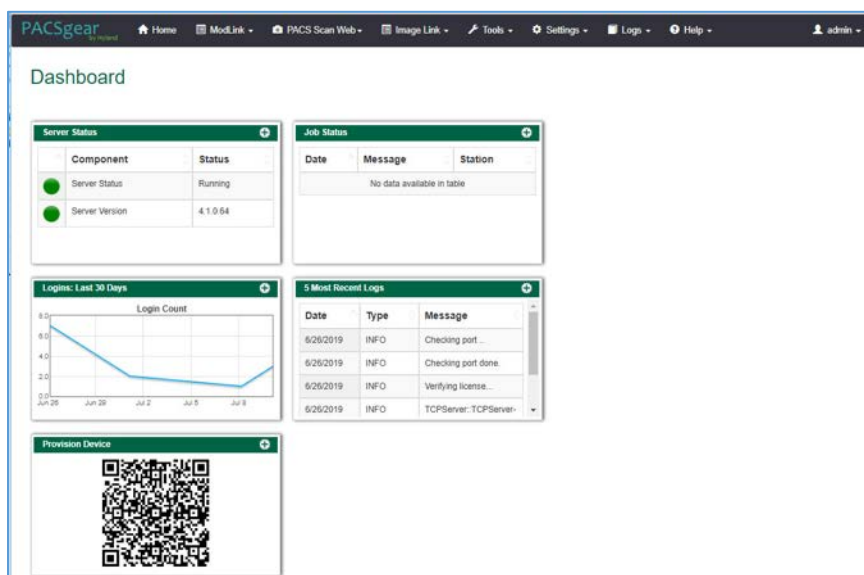 PACSgear
by Hyland
Home ModLink PACS Scan Web Image Link Tools Settings Logs Help admin
Dashboard
Server Status
Component Status
Server Status Running
Server Version 4.1.0.64
Job Status
Date Message Station
No data available in table
Logins: Last 30 Days
Login Count
8.0
6.0
4.0
2.0
0.0
Jun 26 Jun 29 Jul 2 Jul 5 Jul 8
5 Most Recent Logs
Date Type Message
6/26/2019 INFO Checking port ...
6/26/2019 INFO Checking port done.
6/26/2019 INFO Verifying license...
6/26/2019 INFO TCPServer::TCPServer-
Provision Device